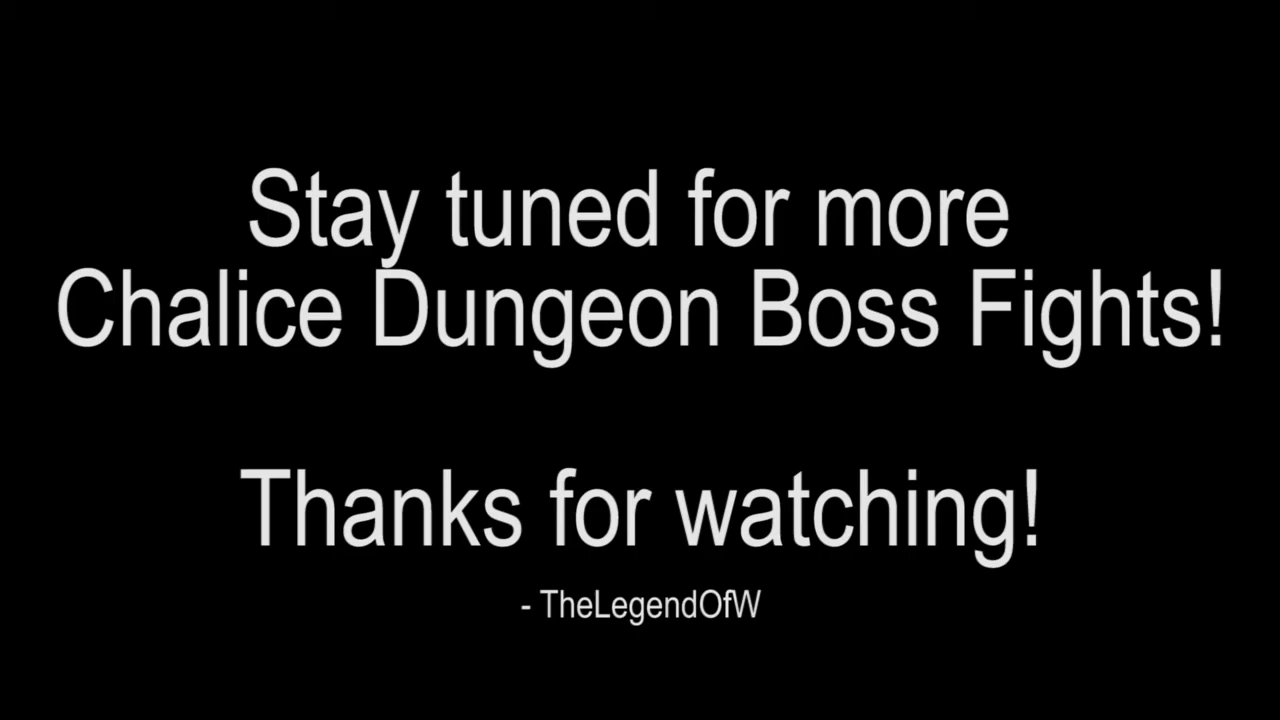 Stay tuned for more
Chalice Dungeon Boss Fights!
Thanks for watching!
- TheLegendOfW